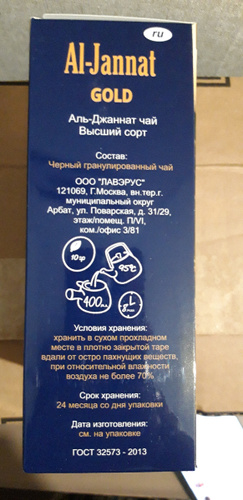 ru
Al-Jannat
GOLD
Аль-Джаннат чай
Высший сорт
Состав:
Черный гранулированный чай
ООО "ЛАВЭРУС"
121069, Г.Москва, вн.тер.г.
муниципальный округ
Арбат, ул. Поварская, д. 31/29,
этаж/помещ. П/VI,
ком./офис 3/81
10гр
95°C
400мл
Условия хранения:
хранить в сухом прохладном
месте в плотно закрытой таре
вдали от остро пахнущих веществ,
при относительной влажности
воздуха не более 70%
Срок хранения:
24 месяца со дня упаковки
Дата изготовления:
см. на упаковке
ГОСТ 32573 - 2013